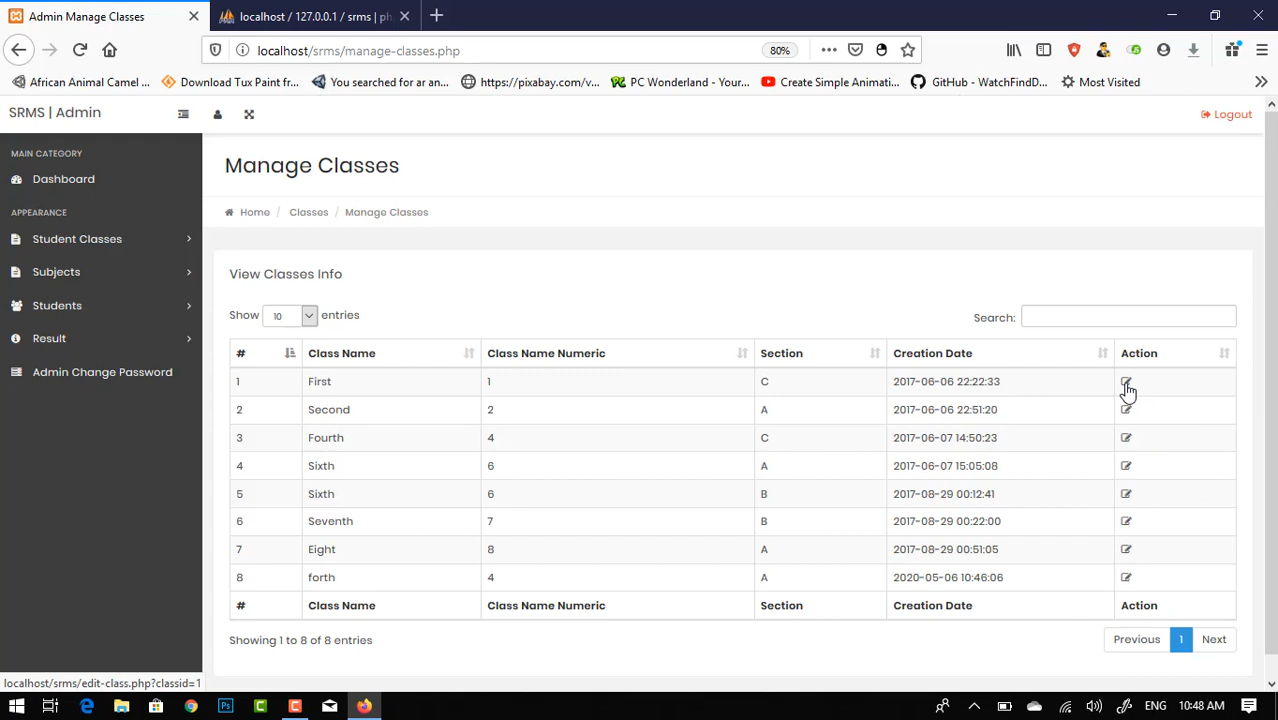 Admin Manage Classes
localhost / 127.0.0.1 / srms | ph
localhost/srms/manage-classes.php
80%
African Animal Camel ...
Download Tux Paint fr...
You searched for ar an...
https://pixabay.com/v...
PC Wonderland - Your...
Create Simple Animati...
GitHub - WatchFindD...
Most Visited
SRMS | Admin
Logout
MAIN CATEGORY
Dashboard
APPEARANCE
Student Classes
Subjects
Students
Result
Admin Change Password
Manage Classes
Home / Classes / Manage Classes
View Classes Info
Show 10 entries
Search:
# Class Name Class Name Numeric Section Creation Date Action
1 First 1 C 2017-06-06 22:22:33
2 Second 2 A 2017-06-06 22:51:20
3 Fourth 4 C 2017-06-07 14:50:23
4 Sixth 6 A 2017-06-07 15:05:08
5 Sixth 6 B 2017-08-29 00:12:41
6 Seventh 7 B 2017-08-29 00:22:00
7 Eight 8 A 2017-08-29 00:51:05
8 forth 4 A 2020-05-06 10:46:06
# Class Name Class Name Numeric Section Creation Date Action
Showing 1 to 8 of 8 entries
Previous 1 Next
localhost/srms/edit-class.php?classid=1
Ps
ENG
10:48 AM